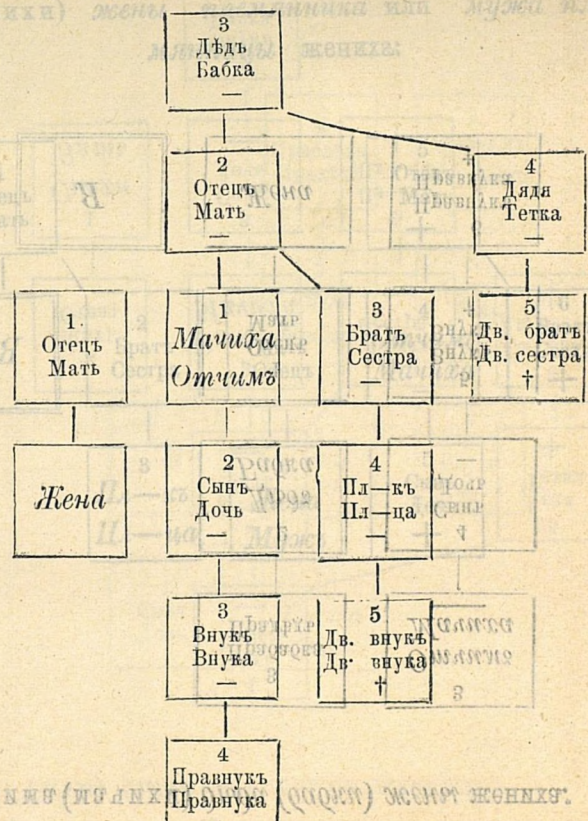 3
Дѣдъ
Бабка
—
2
Отецъ
Мать
—
4
Дядя
Тетка
—
1
Отецъ
Мать
1
Мачиха
Отчимъ
3
Братъ
Сестра
—
5
Дв. братъ
Дв. сестра
†
Жена
2
Сынъ
Дочь
—
4
Пл—къ
Пл—ца
—
3
Внукъ
Внука
—
5
Дв. внукъ
Дв. внука
†
4
Правнукъ
Правнука